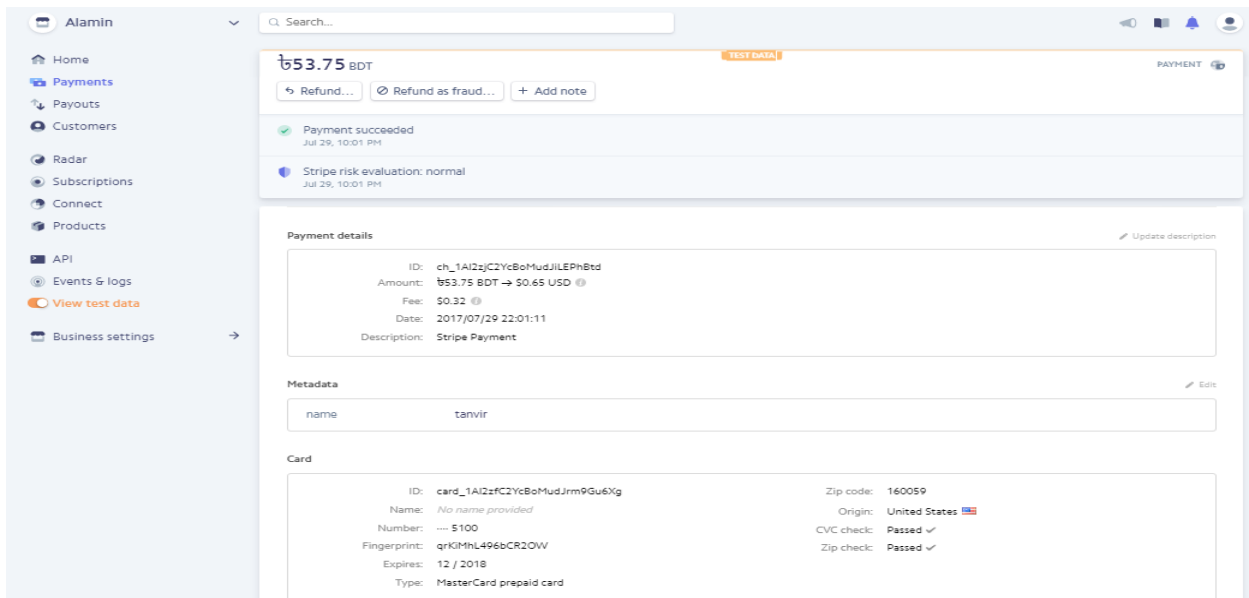 Alamin
Search...
Home
Payments
Payouts
Customers
Radar
Subscriptions
Connect
Products
API
Events & logs
View test data
Business settings
TEST DATA
৳53.75 BDT
PAYMENT
Refund...
Refund as fraud...
+ Add note
Payment succeeded
Jul 29, 10:01 PM
Stripe risk evaluation: normal
Jul 29, 10:01 PM
Payment details
Update description
ID: ch_1AI2zjC2YcBoMudJiLEPhBtd
Amount: ৳53.75 BDT → $0.65 USD
Fee: $0.32
Date: 2017/07/29 22:01:11
Description: Stripe Payment
Metadata
Edit
name tanvir
Card
ID: card_1AI2zfC2YcBoMudJrm9Gu6Xg
Name: No name provided
Number: ···· 5100
Fingerprint: qrKiMhL496bCR2OW
Expires: 12 / 2018
Type: MasterCard prepaid card
Zip code: 160059
Origin: United States
CVC check: Passed ✓
Zip check: Passed ✓